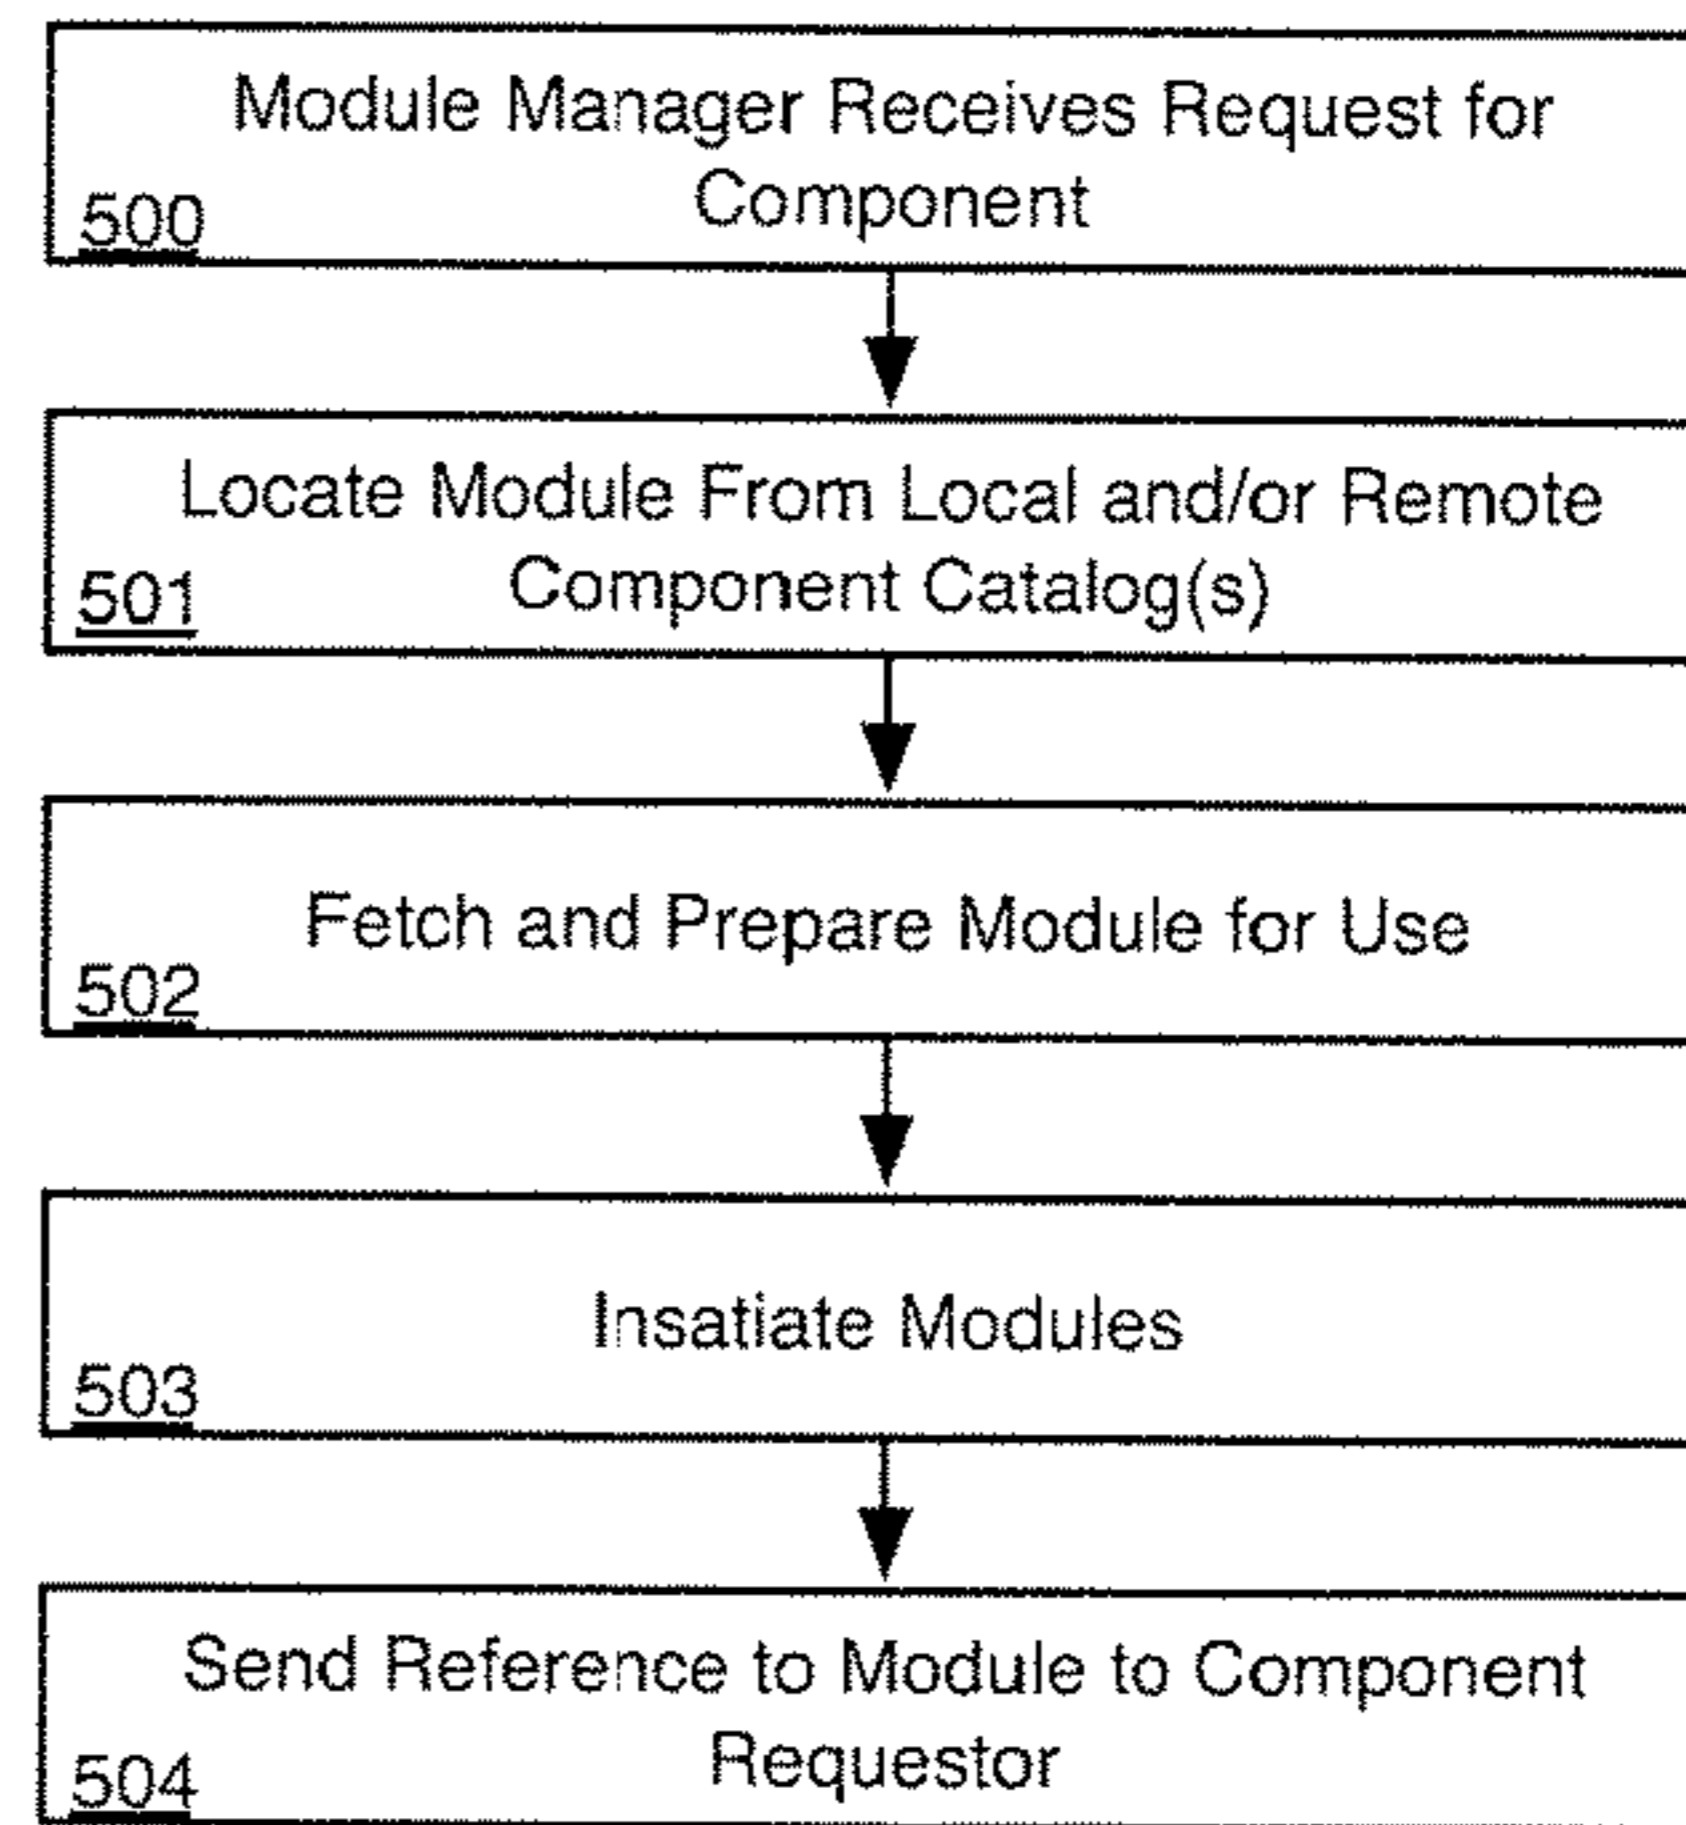 Module Manager Receives Request for
Component
500
Locate Module From Local and/or Remote
Component Catalog(s)
501
Fetch and Prepare Module for Use
502
Insatiate Modules
503
Send Reference to Module to Component
Requestor
504